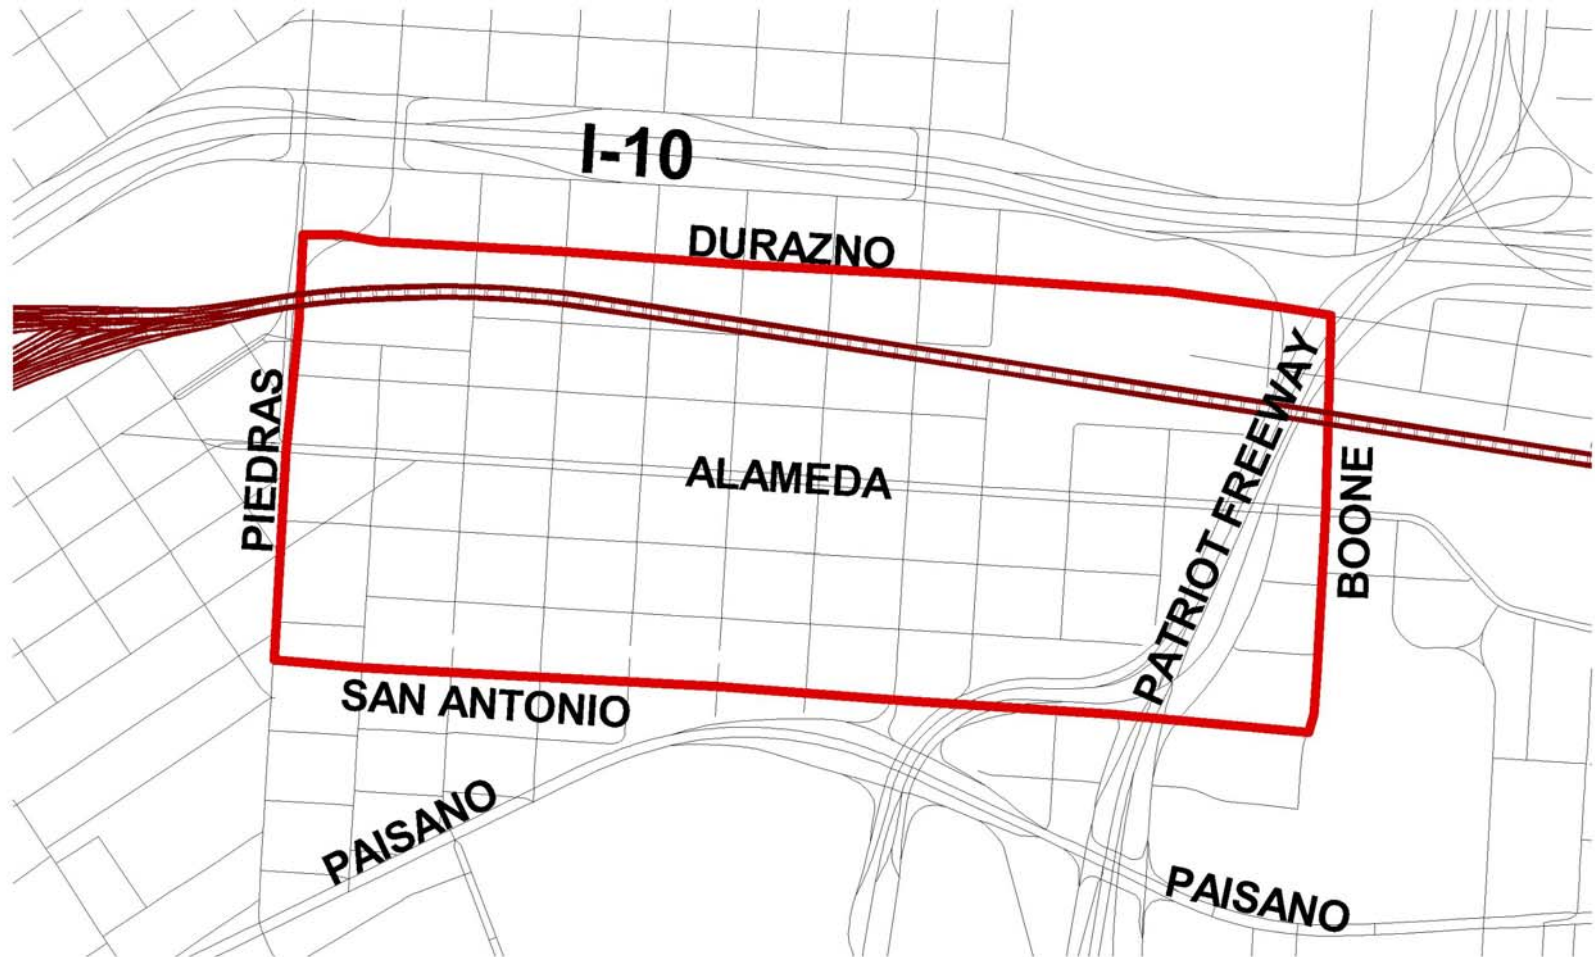 I-10
DURAZNO
PATRIOT FREEWAY
PIEDRAS
ALAMEDA
BOONE
SAN ANTONIO
PAISANO
PAISANO